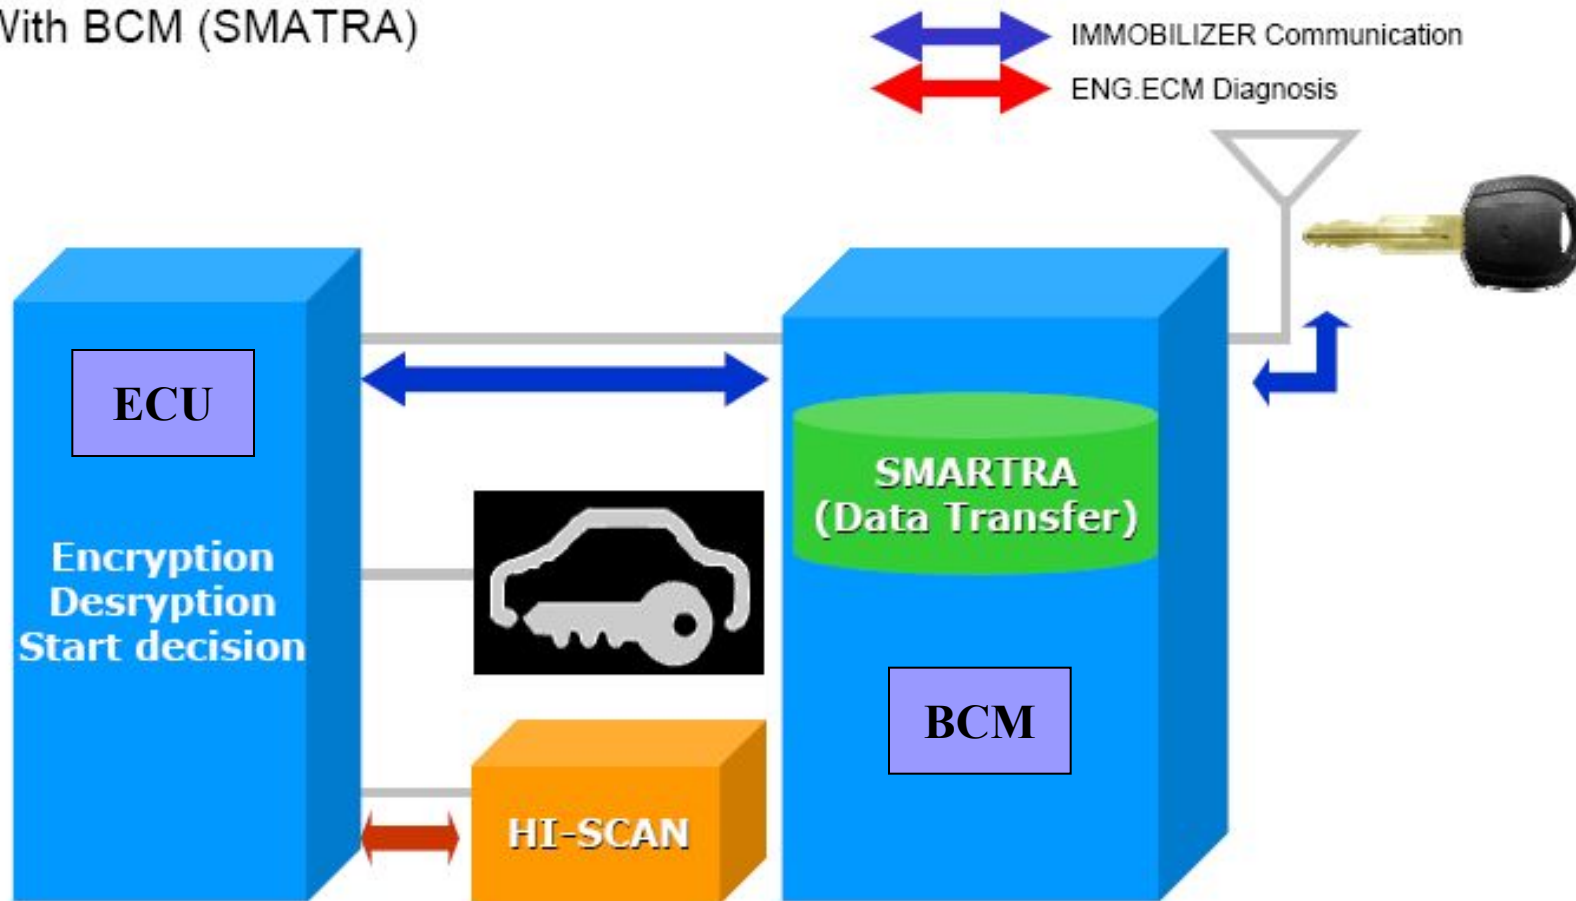 With BCM (SMATRA)
IMMOBILIZER Communication
ENG.ECM Diagnosis
ECU
Encryption
Desryption
Start decision
SMARTRA
(Data Transfer)
BCM
HI-SCAN